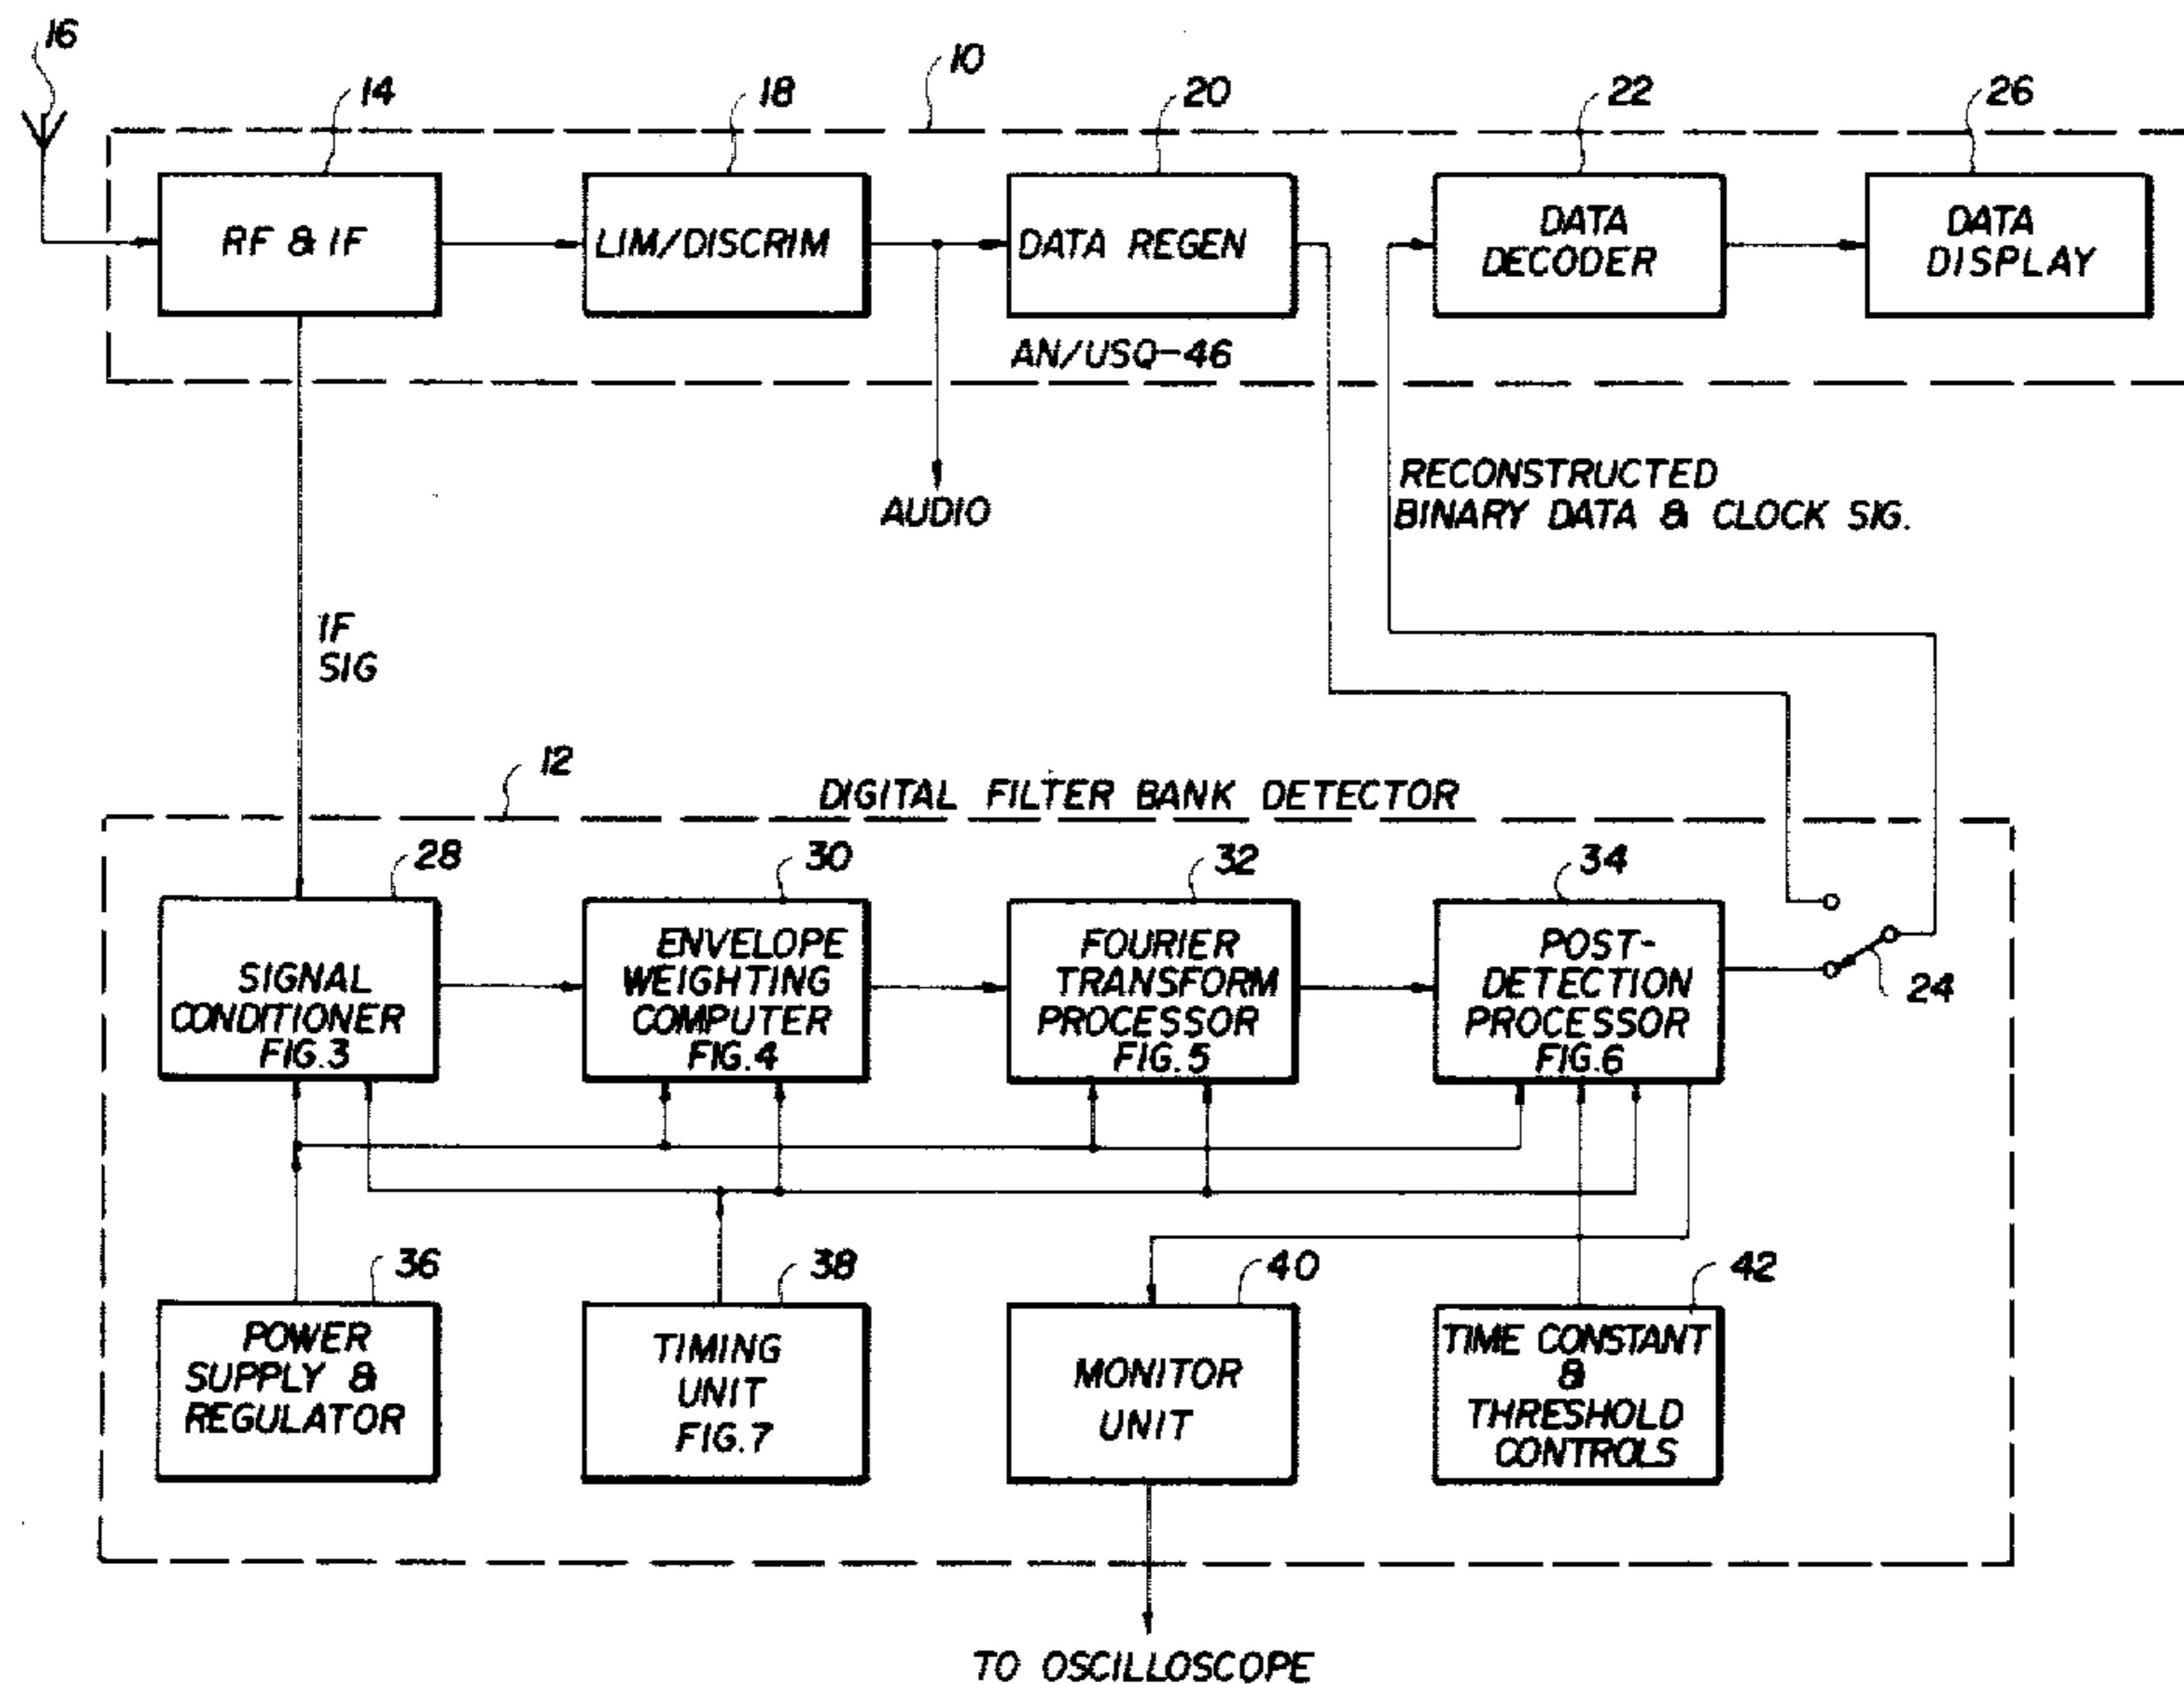 16
14
18
10
20
22
26
RF & IF
LIM/DISCRIM
DATA REGEN
DATA
DECODER
DATA
DISPLAY
AN/USQ-46
AUDIO
RECONSTRUCTED
BINARY DATA & CLOCK SIG.
IF
SIG
12
DIGITAL FILTER BANK DETECTOR
28
30
32
34
SIGNAL
CONDITIONER
FIG.3
ENVELOPE
WEIGHTING
COMPUTER
FIG.4
FOURIER
TRANSFORM
PROCESSOR
FIG.5
POST-
DETECTION
PROCESSOR
FIG.6
24
36
38
40
42
POWER
SUPPLY &
REGULATOR
TIMING
UNIT
FIG.7
MONITOR
UNIT
TIME CONSTANT
&
THRESHOLD
CONTROLS
TO OSCILLOSCOPE